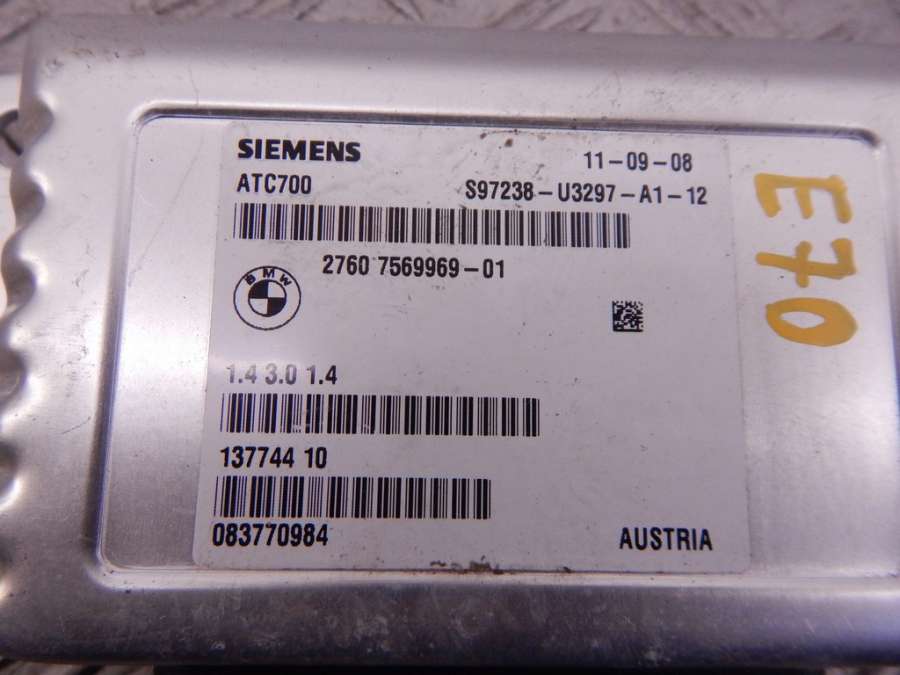 SIEMENS 11-09-08
ATC700 S97238-U3297-A1-12
2760 7569969-01
BMW
1.4 3.0 1.4
137744 10
083770984 AUSTRIA
E70